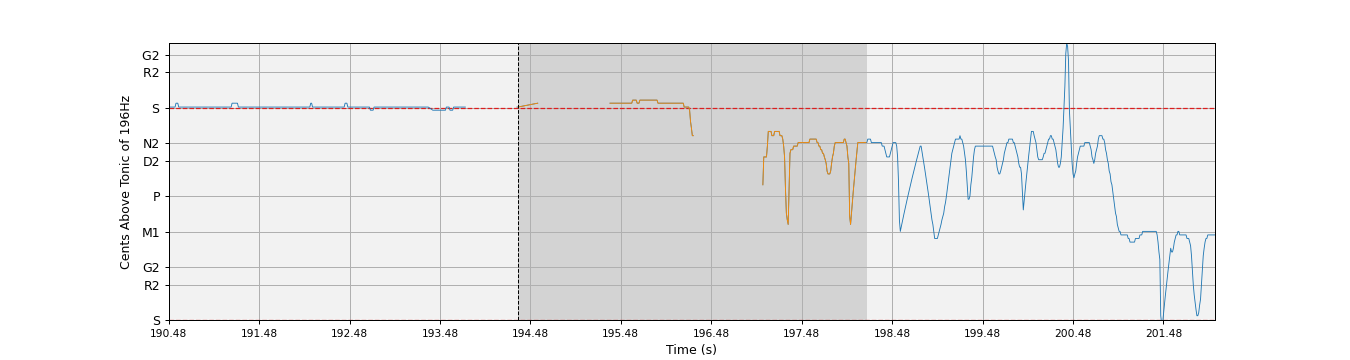 Cents Above Tonic of 196Hz
G2
R2
S
N2
D2
P
M1
G2
R2
S
190.48 191.48 192.48 193.48 194.48 195.48 196.48 197.48 198.48 199.48 200.48 201.48
Time (s)